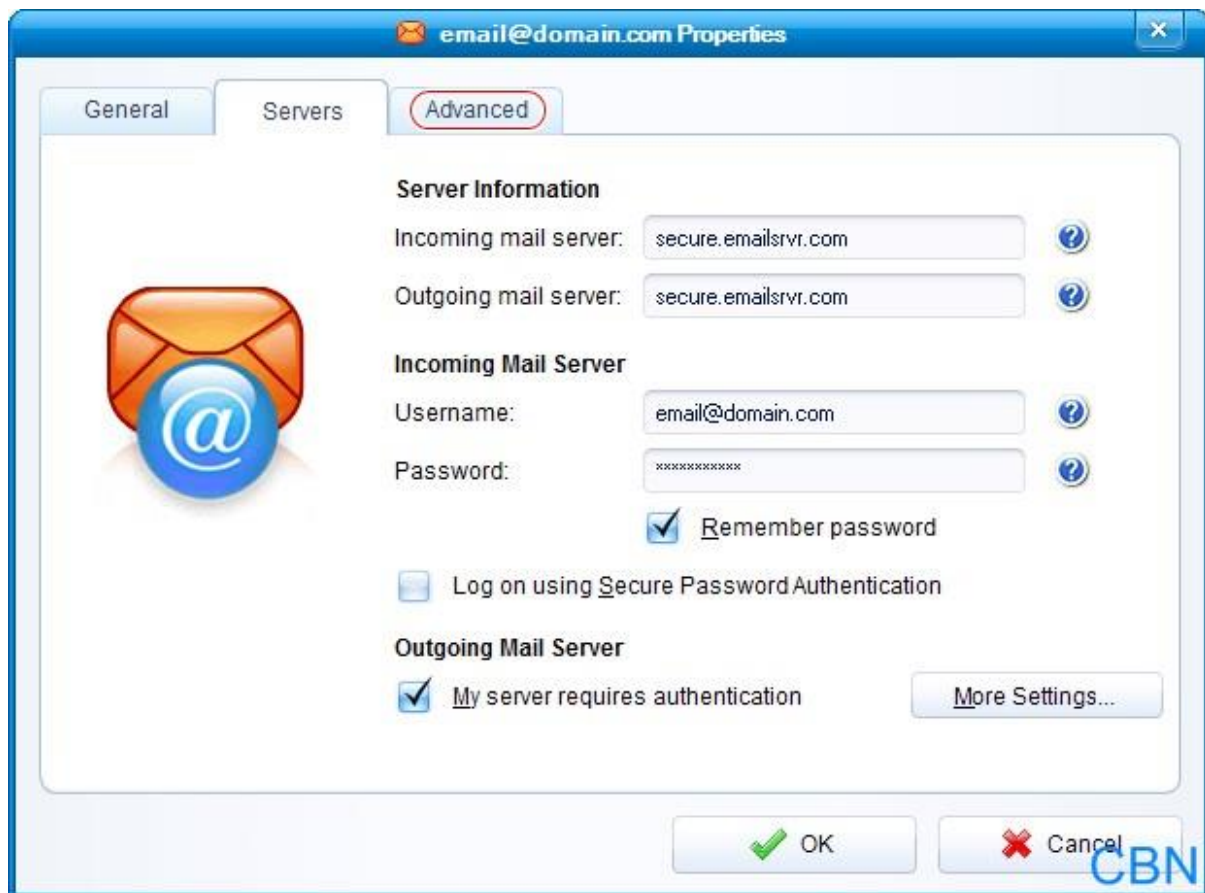 email@domain.com Properties
General Servers Advanced
Server Information
Incoming mail server: secure.emailsrvr.com
Outgoing mail server: secure.emailsrvr.com
Incoming Mail Server
Username: email@domain.com
Password: xxxxxxxxxxx
Remember password
Log on using Secure Password Authentication
Outgoing Mail Server
My server requires authentication More Settings...
OK Cancel
CBN